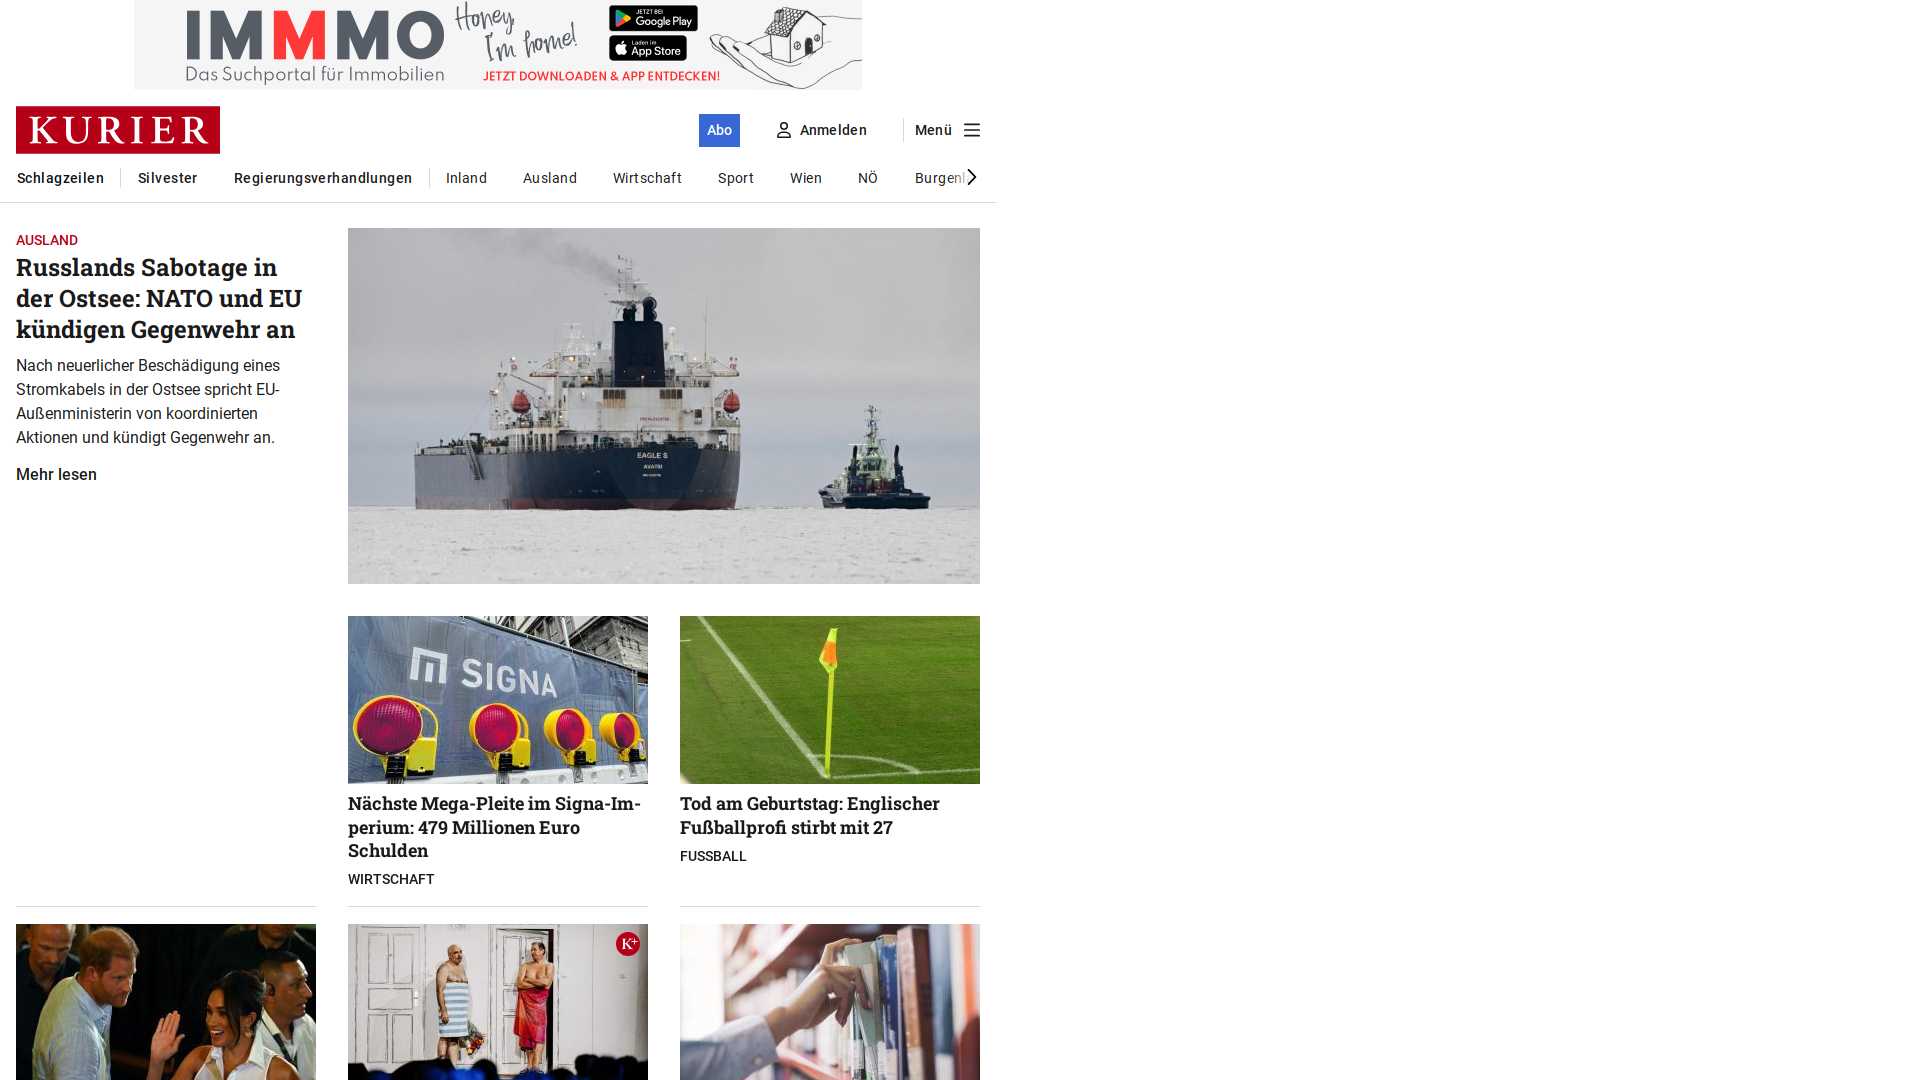 IMMMO
Das Suchportal für Immobilien
Honey,
I'm home!
JETZT BEI
Google Play
Laden im
App Store
JETZT DOWNLOADEN & APP ENTDECKEN!
KURIER
Abo
Anmelden
Menü
Schlagzeilen
Silvester
Regierungsverhandlungen
Inland
Ausland
Wirtschaft
Sport
Wien
NÖ
Burgenl
AUSLAND
Russlands Sabotage in
der Ostsee: NATO und EU
kündigen Gegenwehr an
Nach neuerlicher Beschädigung eines
Stromkabels in der Ostsee spricht EU-
Außenministerin von koordinierten
Aktionen und kündigt Gegenwehr an.
Mehr lesen
EAGLE S
AVATIU
SIGNA
Nächste Mega-Pleite im Signa-Im-
perium: 479 Millionen Euro
Schulden
WIRTSCHAFT
Tod am Geburtstag: Englischer
Fußballprofi stirbt mit 27
FUSSBALL
K+